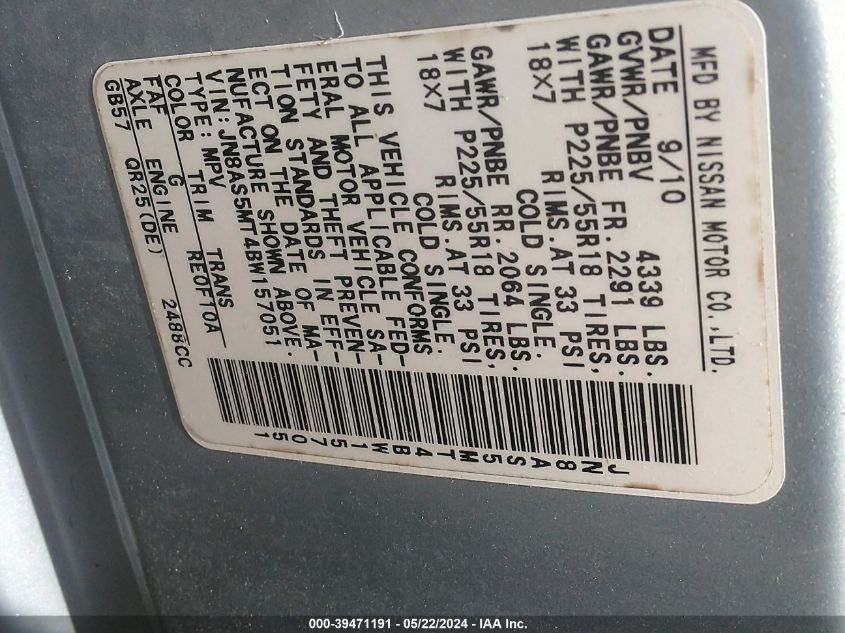 MFD BY NISSAN MOTOR CO.,LTD.
DATE 9/10
GVWR/PNBV 4339 LBS.
GAWR/PNBE FR.2291 LBS.
WITH P225/55R18 TIRES,
18X7 RIMS.AT 33 PSI
COLD SINGLE.
GAWR/PNBE RR.2064 LBS.
WITH P225/55R18 TIRES,
18X7 RIMS.AT 33 PSI
COLD SINGLE.
THIS VEHICLE CONFORMS
TO ALL APPLICABLE FED-
ERAL MOTOR VEHICLE SA-
FETY AND THEFT PREVEN-
TION STANDARDS IN EFF-
ECT ON THE DATE OF MA-
NUFACTURE SHOWN ABOVE.
VIN:JN8AS5MT4BW157051
TYPE:MPV
COLOR TRIM TRANS
FAF G RE0F10A
AXLE ENGINE
GB57 QR25(DE) 2488CC
JN8AS5MT4BW157051
000-39471191 - 05/22/2024 - IAA Inc.